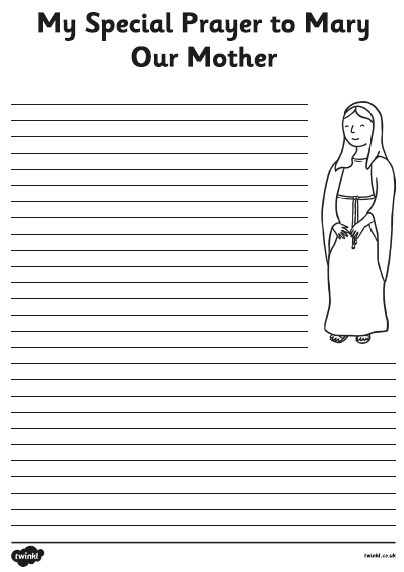 My Special Prayer to Mary
Our Mother
twinkl
twinkl.co.uk